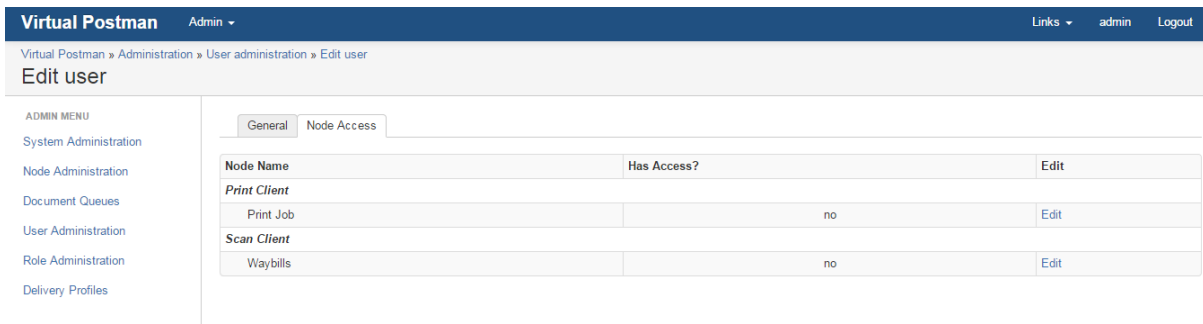 Virtual Postman Admin Links admin Logout
Virtual Postman » Administration » User administration » Edit user
Edit user
ADMIN MENU
System Administration
Node Administration
Document Queues
User Administration
Role Administration
Delivery Profiles
General Node Access
Node Name Has Access? Edit
Print Client
Print Job no Edit
Scan Client
Waybills no Edit